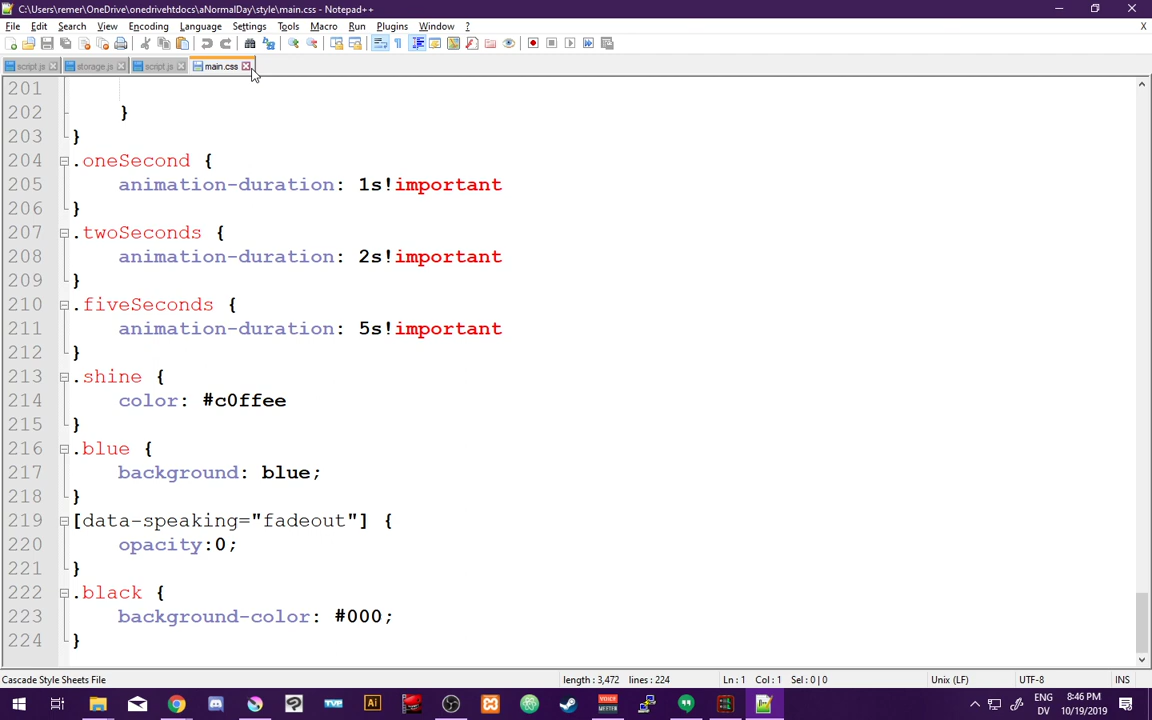 C:\Users\remer\OneDrive\onedrivehtdocs\aNormalDay\style\main.css - Notepad++
File Edit Search View Encoding Language Settings Tools Macro Run Plugins Window ? X
script.js storage.js script.js main.css
201
202 }
203 }
204 .oneSecond {
205 animation-duration: 1s!important
206 }
207 .twoSeconds {
208 animation-duration: 2s!important
209 }
210 .fiveSeconds {
211 animation-duration: 5s!important
212 }
213 .shine {
214 color: #c0ffee
215 }
216 .blue {
217 background: blue;
218 }
219 [data-speaking="fadeout"] {
220 opacity:0;
221 }
222 .black {
223 background-color: #000;
224 }
Cascade Style Sheets File length : 3,472 lines : 224 Ln : 1 Col : 1 Sel : 0 | 0 Unix (LF) UTF-8 INS
ENG 8:46 PM
DV 10/19/2019